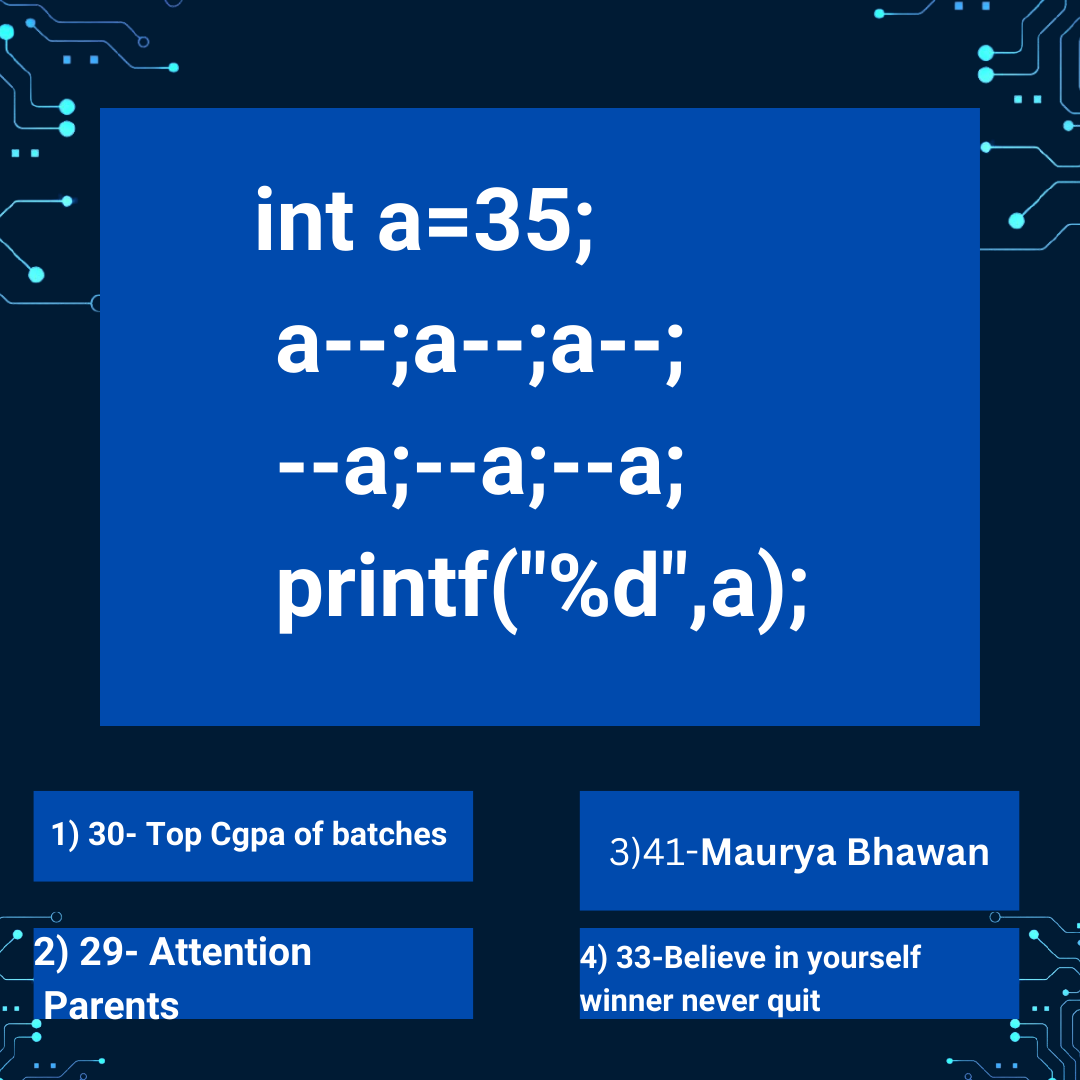 int a=35;
a--;a--;a--;
--a;--a;--a;
printf("%d",a);
1) 30- Top Cgpa of batches
2) 29- Attention
Parents
3)41-Maurya Bhawan
4) 33-Believe in yourself
winner never quit